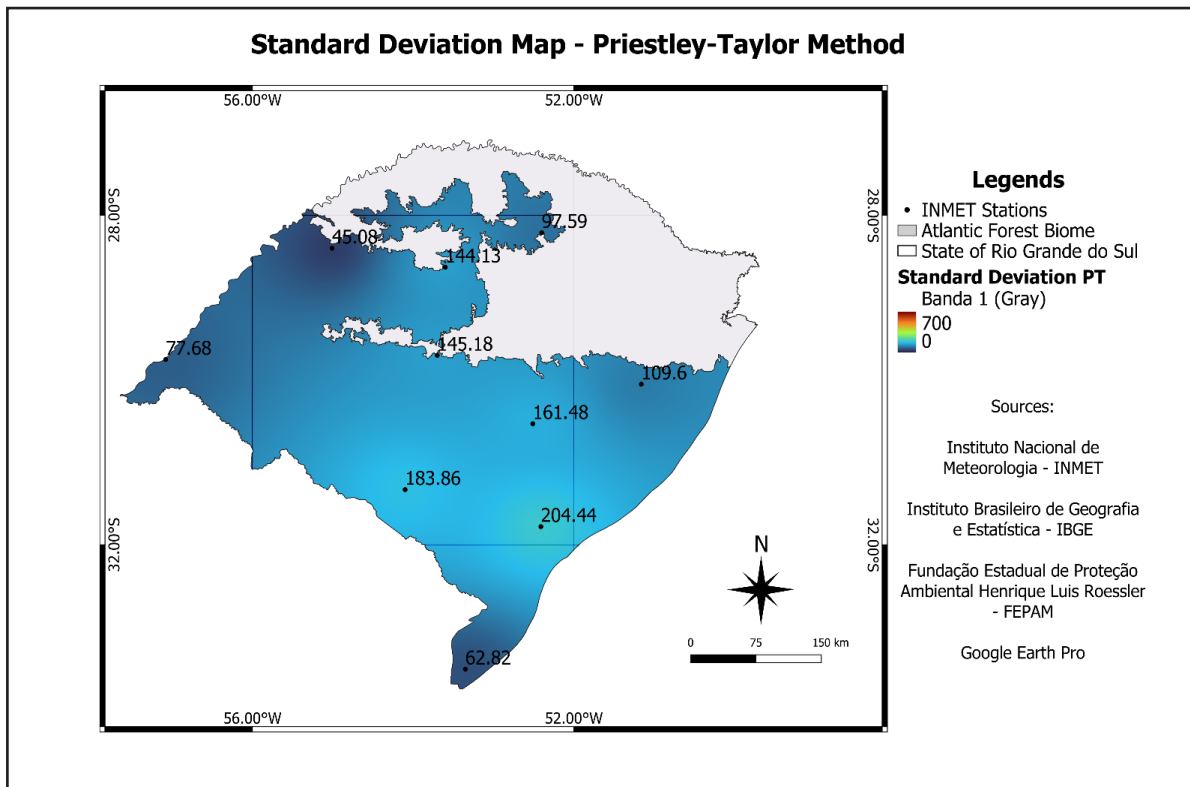 Standard Deviation Map - Priestley-Taylor Method
56.00°W
52.00°W
28.00°S
28.00°S
97.59
45.08
144.13
77.68
145.18
109.6
161.48
183.86
204.44
32.00°S
32.00°S
62.82
N
0
75
150 km
56.00°W
52.00°W
Legends
INMET Stations
Atlantic Forest Biome
State of Rio Grande do Sul
Standard Deviation PT
Banda 1 (Gray)
700
0
Sources:
Instituto Nacional de
Meteorologia - INMET
Instituto Brasileiro de Geografia
e Estatística - IBGE
Fundação Estadual de Proteção
Ambiental Henrique Luis Roessler
- FEPAM
Google Earth Pro